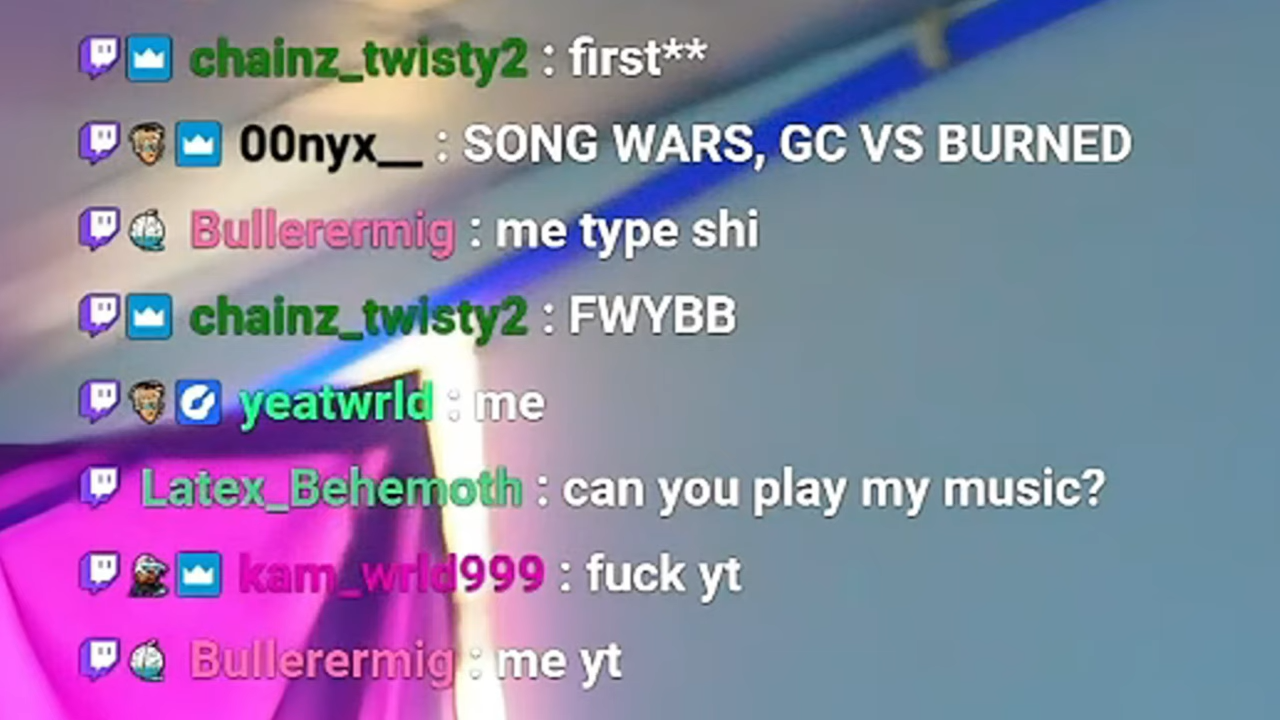 chainz_twisty2 : first**
00nyx__ : SONG WARS, GC VS BURNED
Bullerermig : me type shi
chainz_twisty2 : FWYBB
yeatwrld : me
Latex_Behemoth : can you play my music?
kam_wrld999 : fuck yt
Bullerermig : me yt